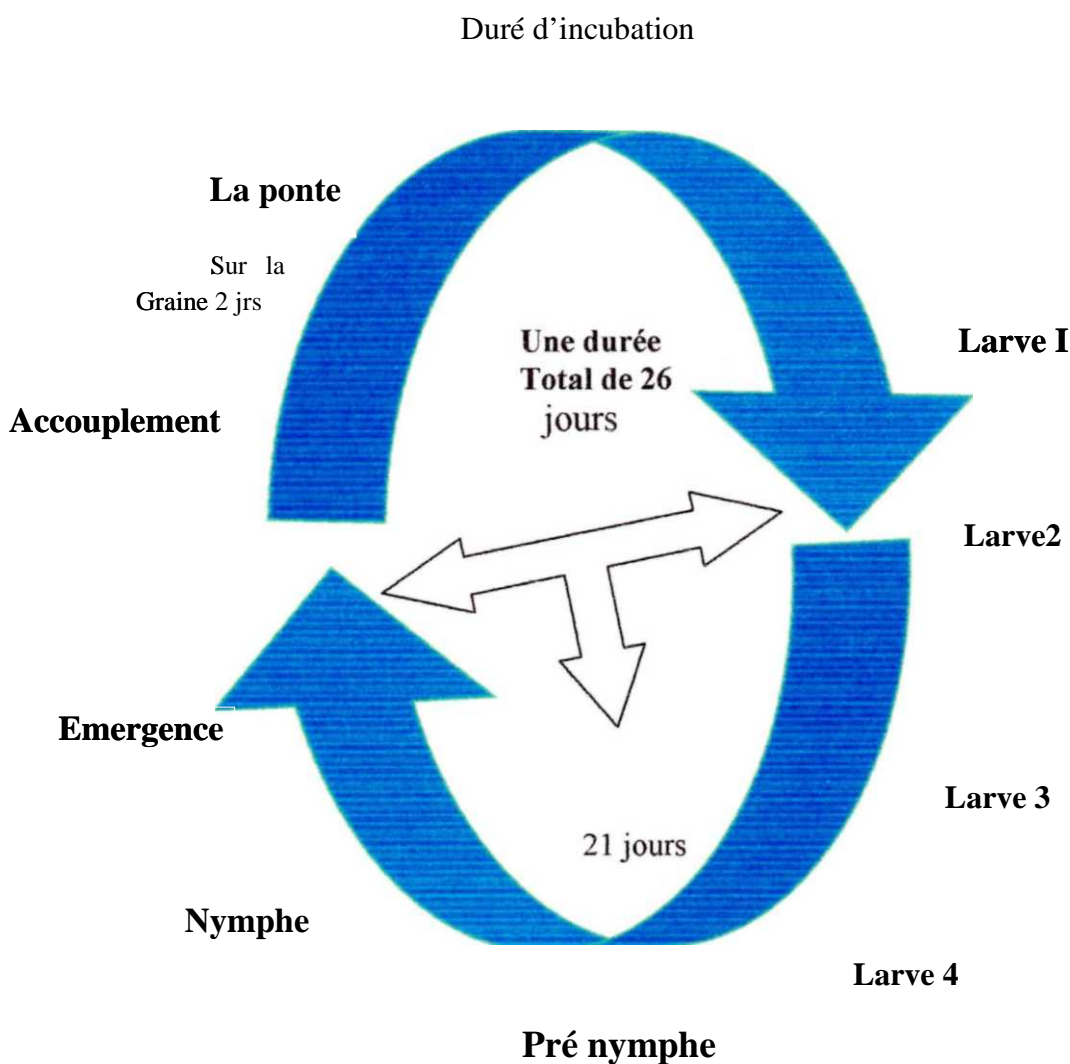 Duré d'incubation
La ponte
Sur la
Graine 2 jrs
Une durée
Total de 26
jours
Larve I
Accouplement
Larve2
Emergence
Larve 3
21 jours
Nymphe
Larve 4
Pré nymphe